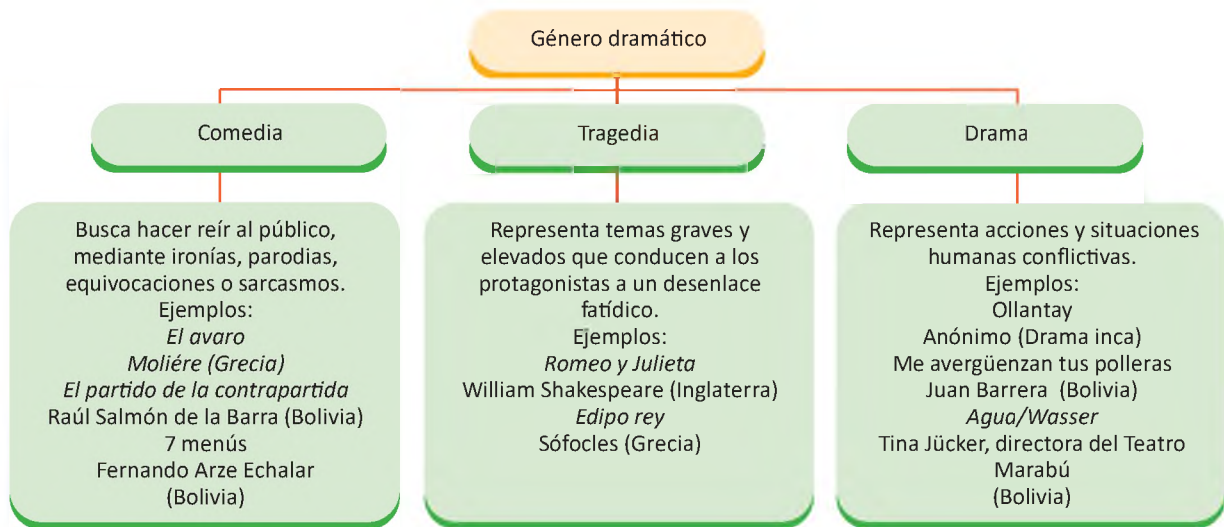 Género dramático
Comedia
Busca hacer reír al público,
mediante ironías, parodias,
equivocaciones o sarcasmos.
Ejemplos:
El avaro
Moliére (Grecia)
El partido de la contrapartida
Raúl Salmón de la Barra (Bolivia)
7 menús
Fernando Arze Echalar
(Bolivia)
Tragedia
Representa temas graves y
elevados que conducen a los
protagonistas a un desenlace
fatídico.
Ejemplos:
Romeo y Julieta
William Shakespeare (Inglaterra)
Edipo rey
Sófocles (Grecia)
Drama
Representa acciones y situaciones
humanas conflictivas.
Ejemplos:
Ollantay
Anónimo (Drama inca)
Me avergüenzan tus polleras
Juan Barrera (Bolivia)
Agua/Wasser
Tina Jücker, directora del Teatro
Marabú
(Bolivia)